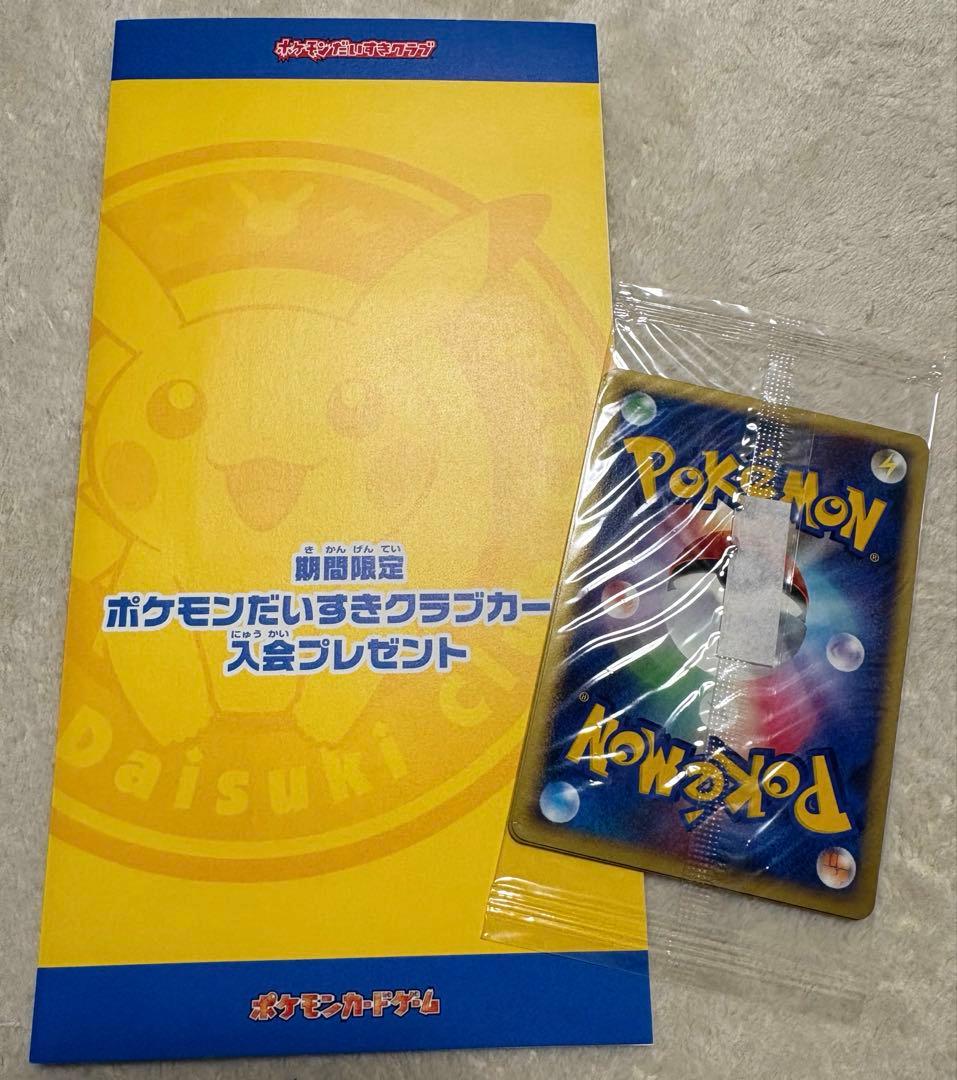 ポケモンだいすきクラブ
き かん げん てい
期間限定
ポケモンだいすきクラブカー
にゅう かい
入会プレゼント
Daisuki C
ポケモンカードゲーム
POKéMON
®
POKéMON
®